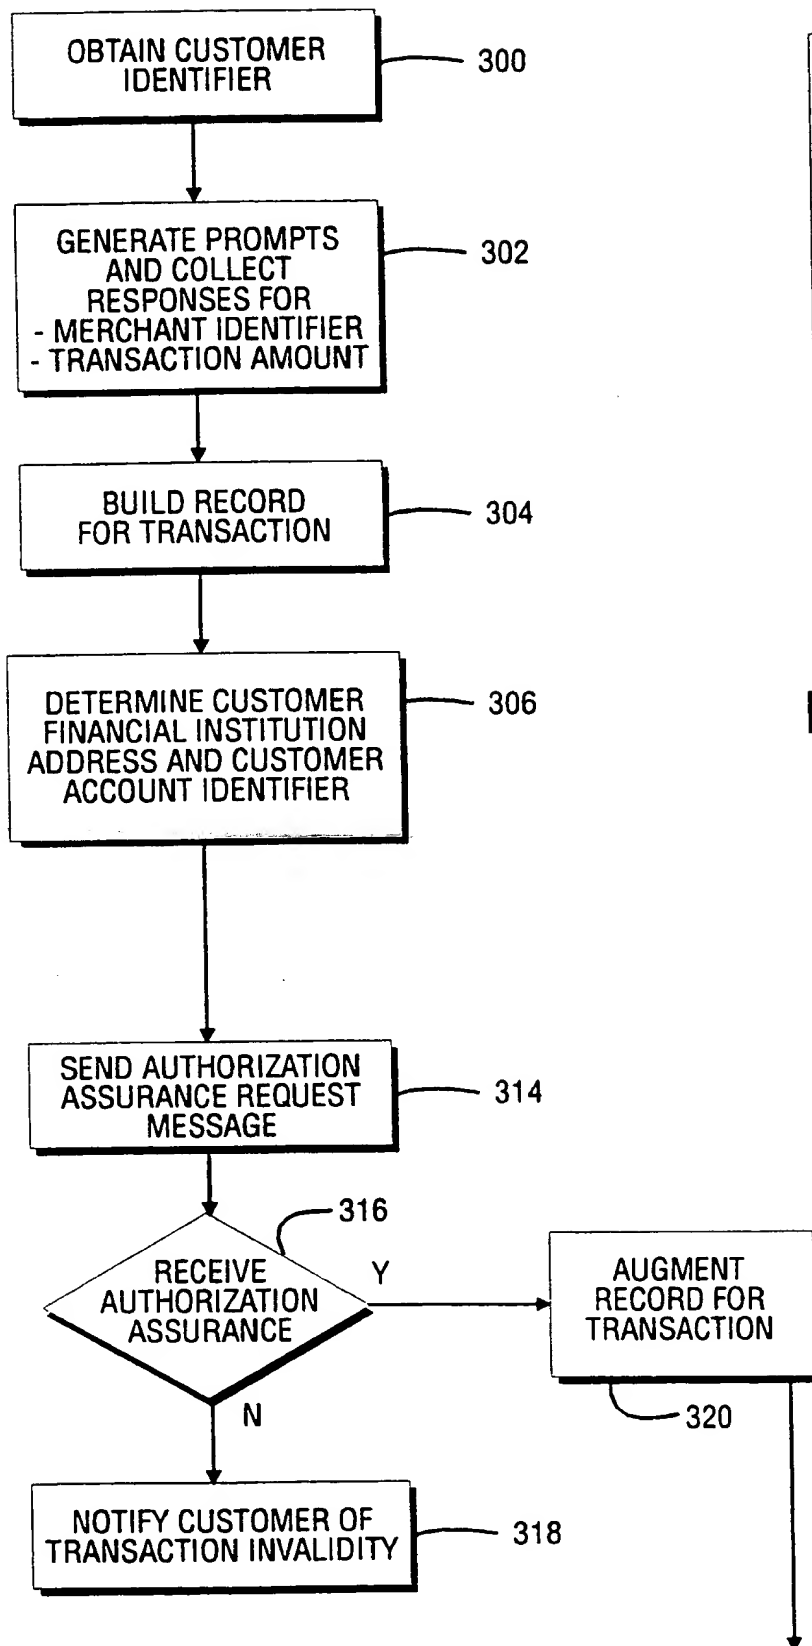 OBTAIN CUSTOMER
IDENTIFIER
300
GENERATE PROMPTS
AND COLLECT
RESPONSES FOR
- MERCHANT IDENTIFIER
- TRANSACTION AMOUNT
302
BUILD RECORD
FOR TRANSACTION
304
DETERMINE CUSTOMER
FINANCIAL INSTITUTION
ADDRESS AND CUSTOMER
ACCOUNT IDENTIFIER
306
SEND AUTHORIZATION
ASSURANCE REQUEST
MESSAGE
314
316
RECEIVE
AUTHORIZATION
ASSURANCE
Y
N
AUGMENT
RECORD FOR
TRANSACTION
320
NOTIFY CUSTOMER OF
TRANSACTION INVALIDITY
318